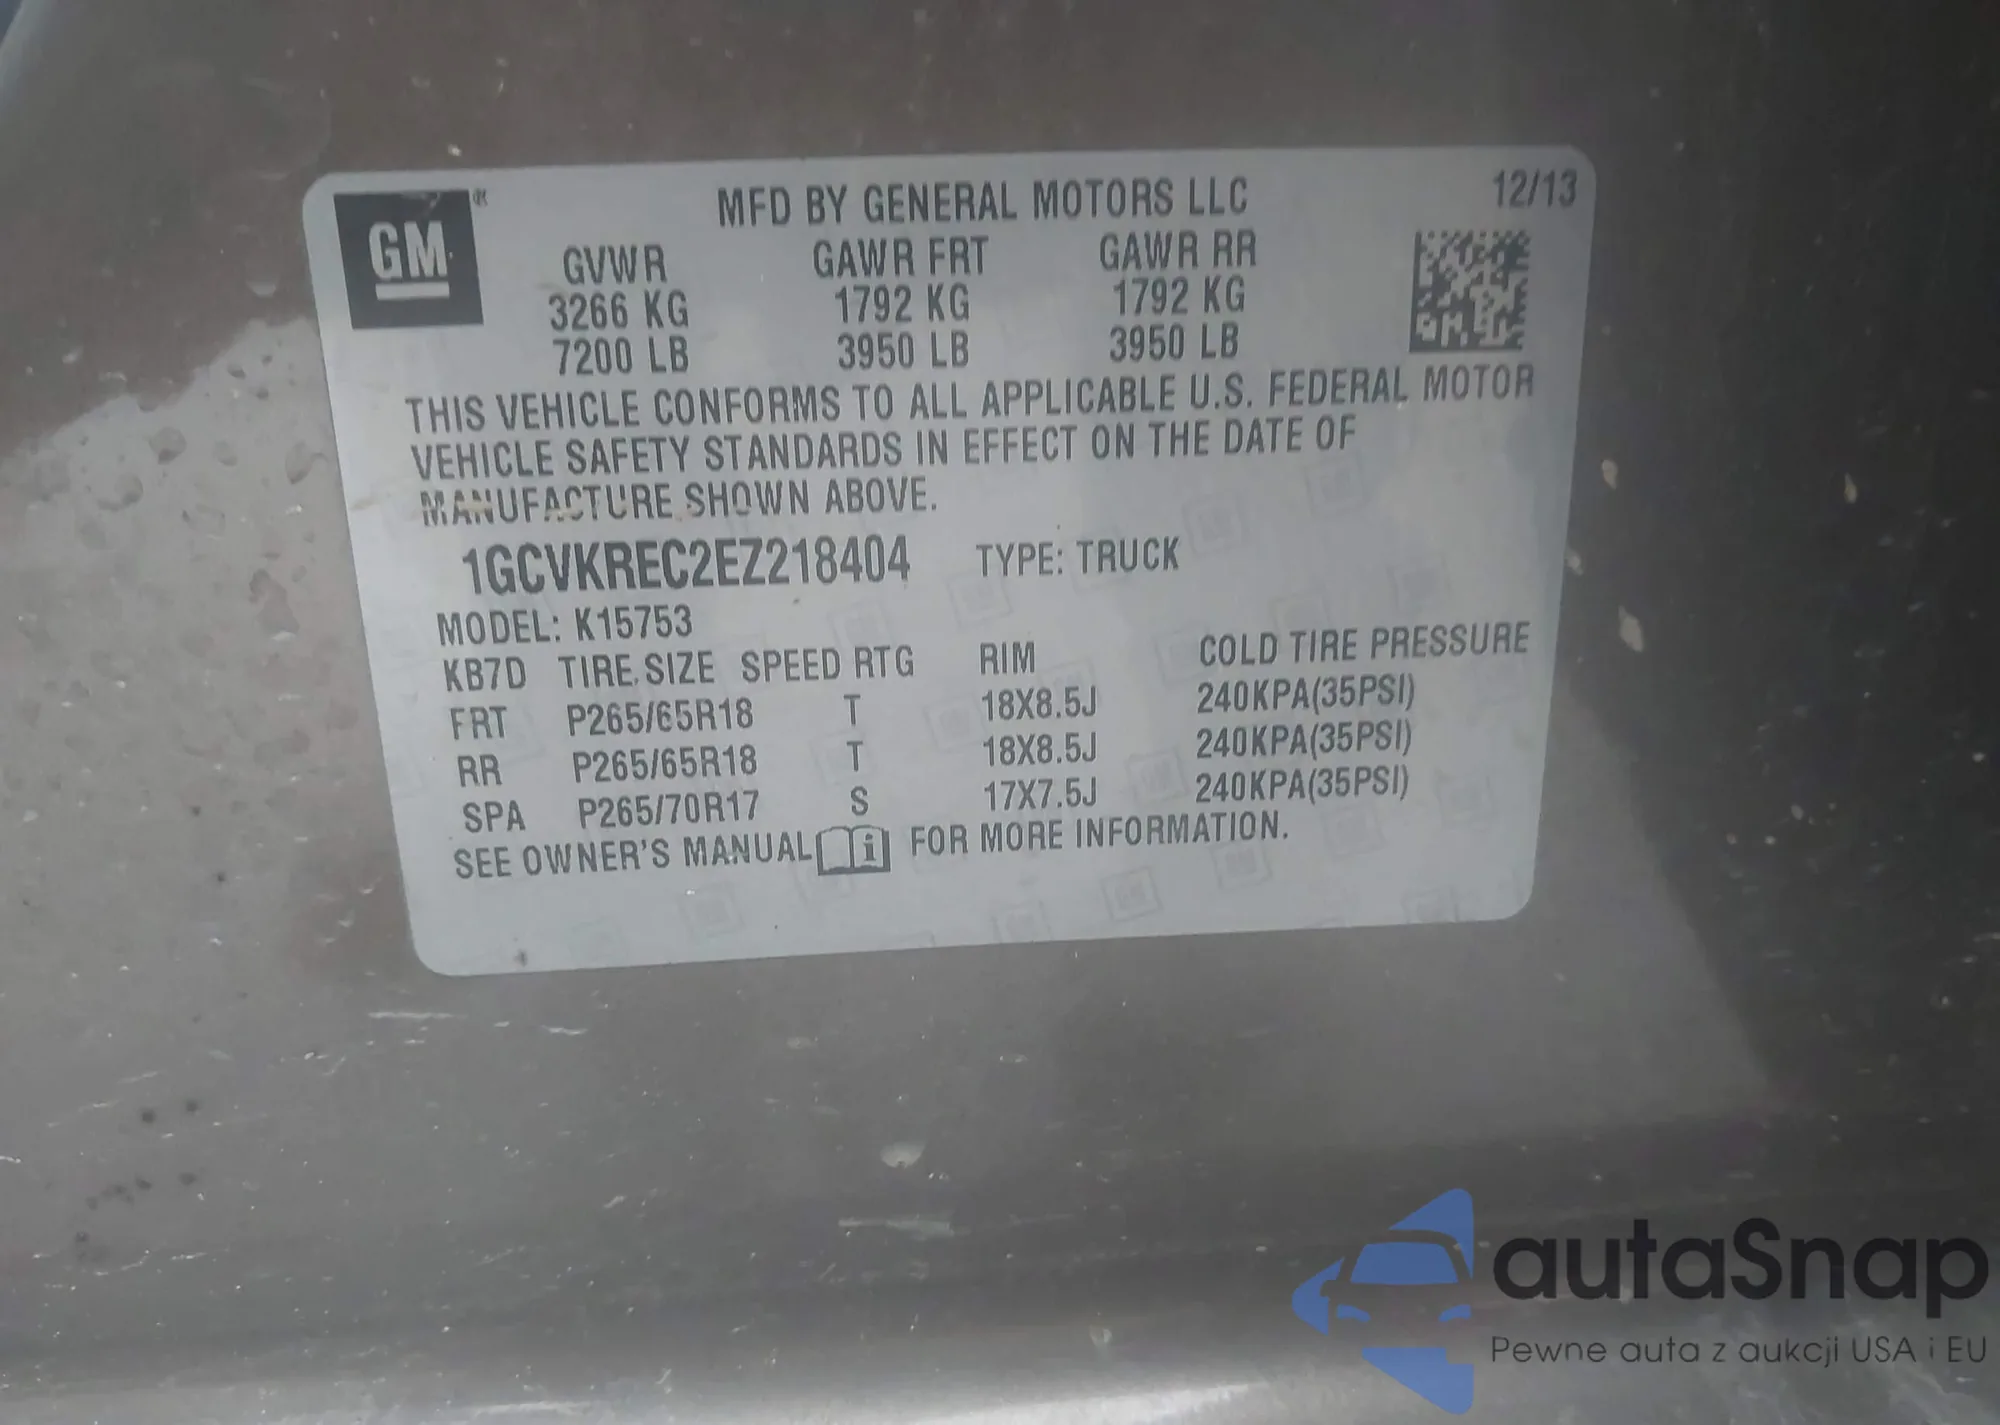 GM®
MFD BY GENERAL MOTORS LLC 12/13
GVWR GAWR FRT GAWR RR
3266 KG 1792 KG 1792 KG
7200 LB 3950 LB 3950 LB
THIS VEHICLE CONFORMS TO ALL APPLICABLE U.S. FEDERAL MOTOR
VEHICLE SAFETY STANDARDS IN EFFECT ON THE DATE OF
MANUFACTURE SHOWN ABOVE.
1GCVKREC2EZ218404 TYPE: TRUCK
MODEL: K15753
KB7D TIRE SIZE SPEED RTG RIM COLD TIRE PRESSURE
FRT P265/65R18 T 18X8.5J 240KPA(35PSI)
RR P265/65R18 T 18X8.5J 240KPA(35PSI)
SPA P265/70R17 S 17X7.5J 240KPA(35PSI)
SEE OWNER'S MANUAL i FOR MORE INFORMATION.
autaSnap
Pewne auta z aukcji USA i EU